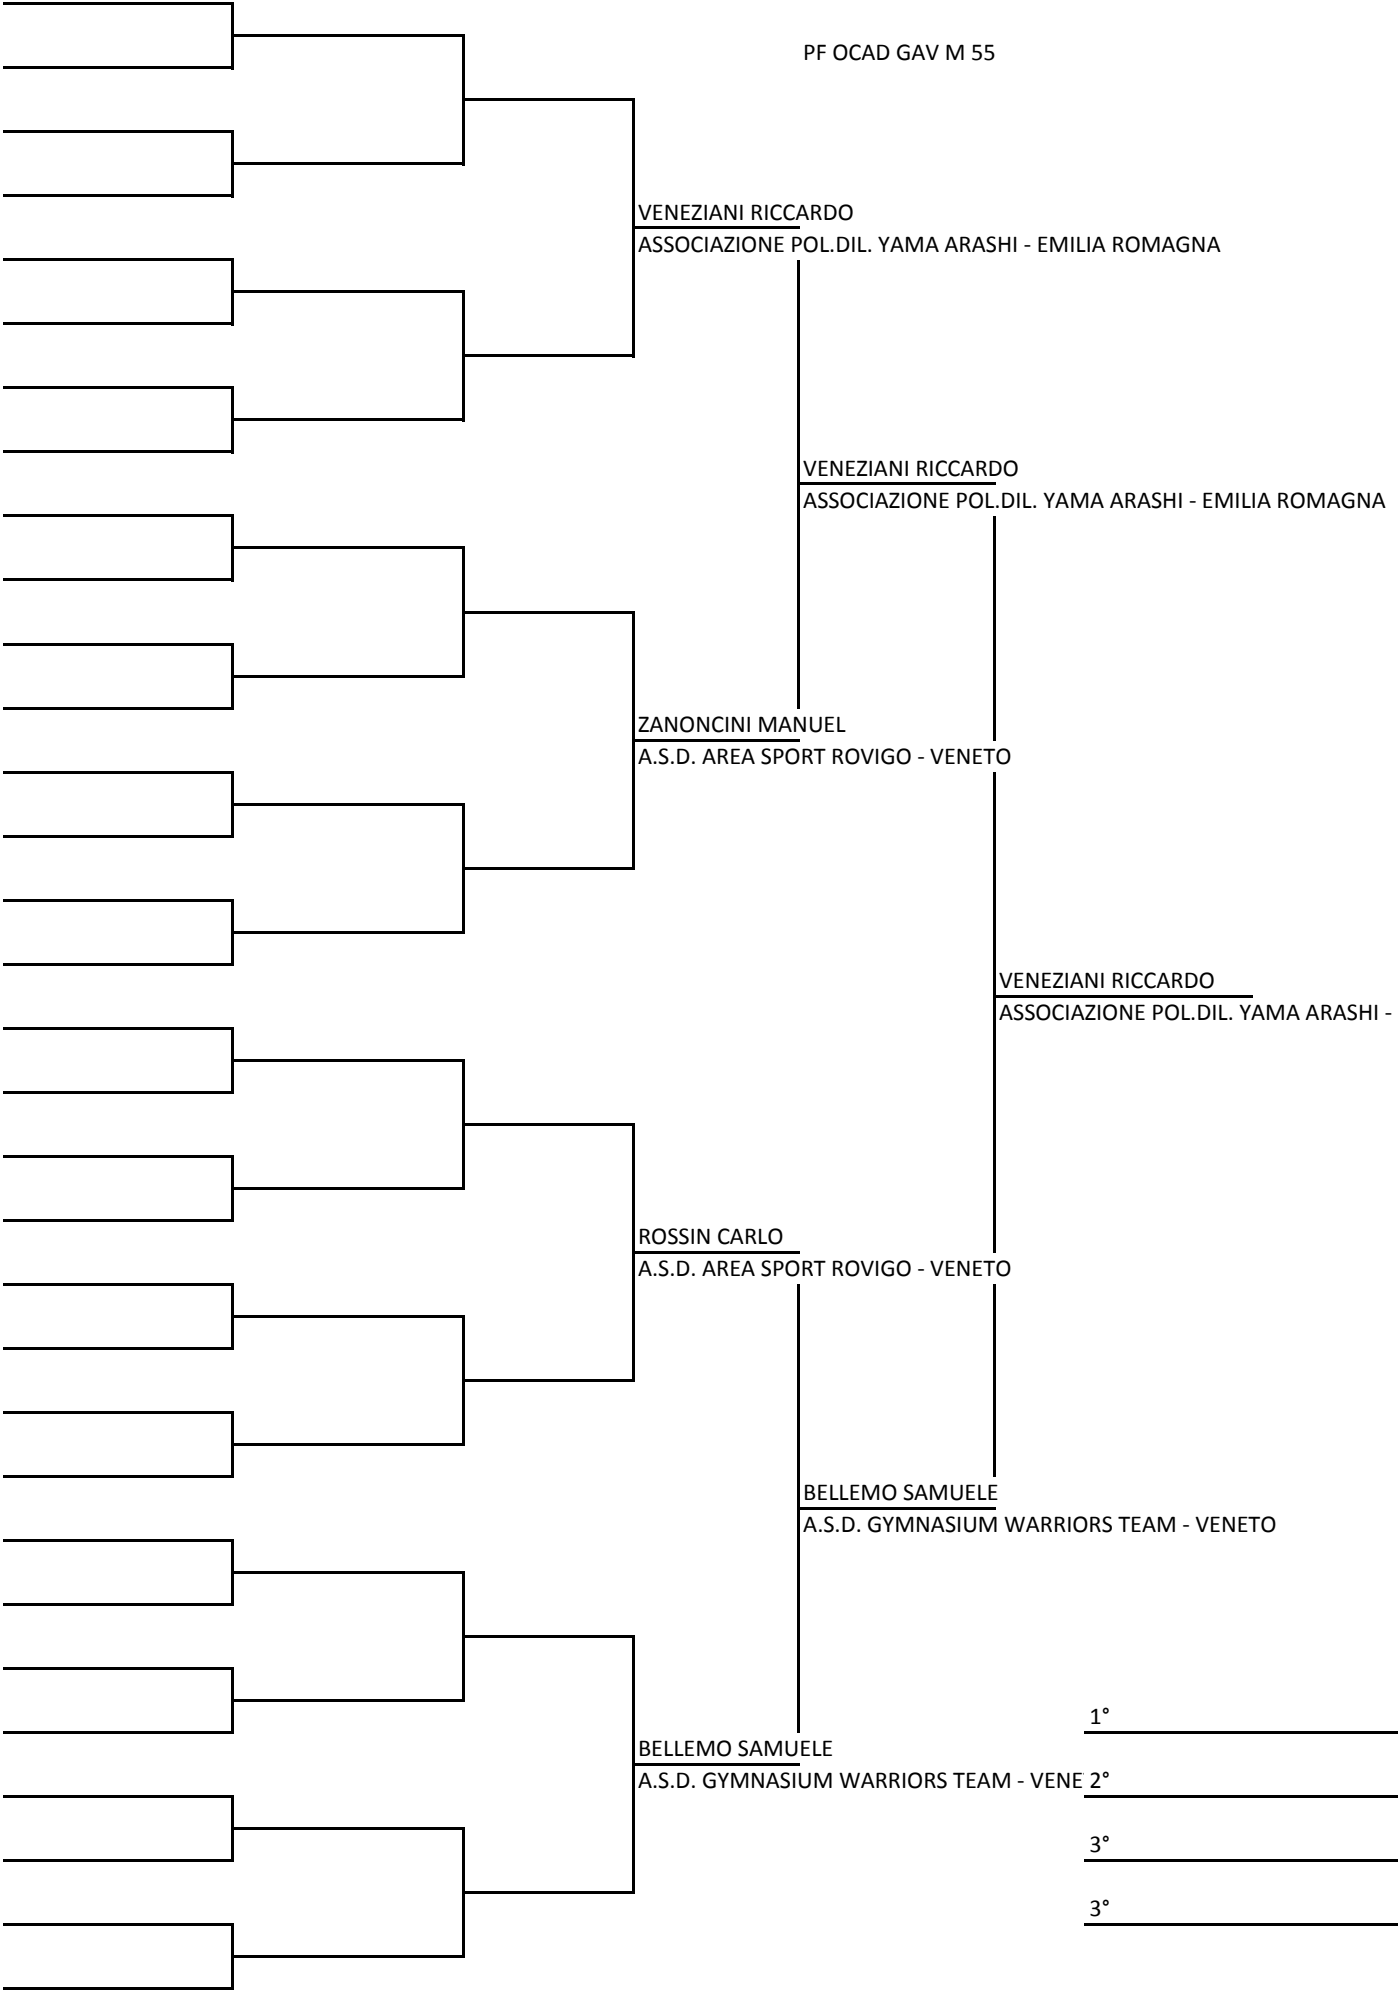 PF OCAD GAV M 55
VENEZIANI RICCARDO
ASSOCIAZIONE POL.DIL. YAMA ARASHI - EMILIA ROMAGNA
VENEZIANI RICCARDO
ASSOCIAZIONE POL.DIL. YAMA ARASHI - EMILIA ROMAGNA
ZANONCINI MANUEL
A.S.D. AREA SPORT ROVIGO - VENETO
VENEZIANI RICCARDO
ASSOCIAZIONE POL.DIL. YAMA ARASHI -
ROSSIN CARLO
A.S.D. AREA SPORT ROVIGO - VENETO
BELLEMO SAMUELE
A.S.D. GYMNASIUM WARRIORS TEAM - VENETO
1°
BELLEMO SAMUELE
A.S.D. GYMNASIUM WARRIORS TEAM - VENE 2°
3°
3°